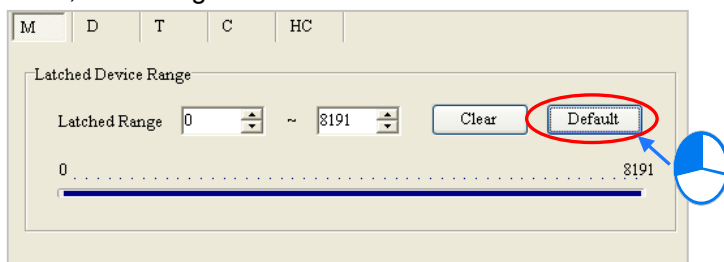 M D T C HC
Latched Device Range
Latched Range 0 ~ 8191 Clear Default
0 8191